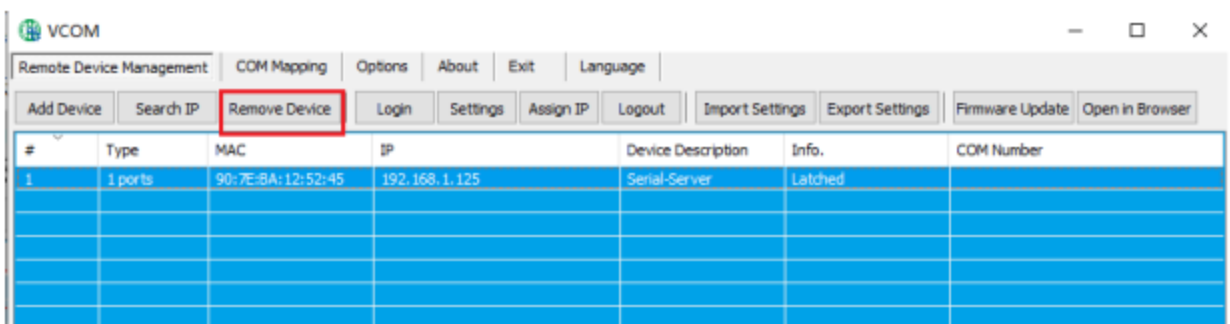 VCOM
Remote Device Management COM Mapping Options About Exit Language
Add Device Search IP Remove Device Login Settings Assign IP Logout Import Settings Export Settings Firmware Update Open in Browser
# Type MAC IP Device Description Info. COM Number
1 1 ports 90:7E:BA:12:52:45 192.168.1.125 Serial-Server Latched